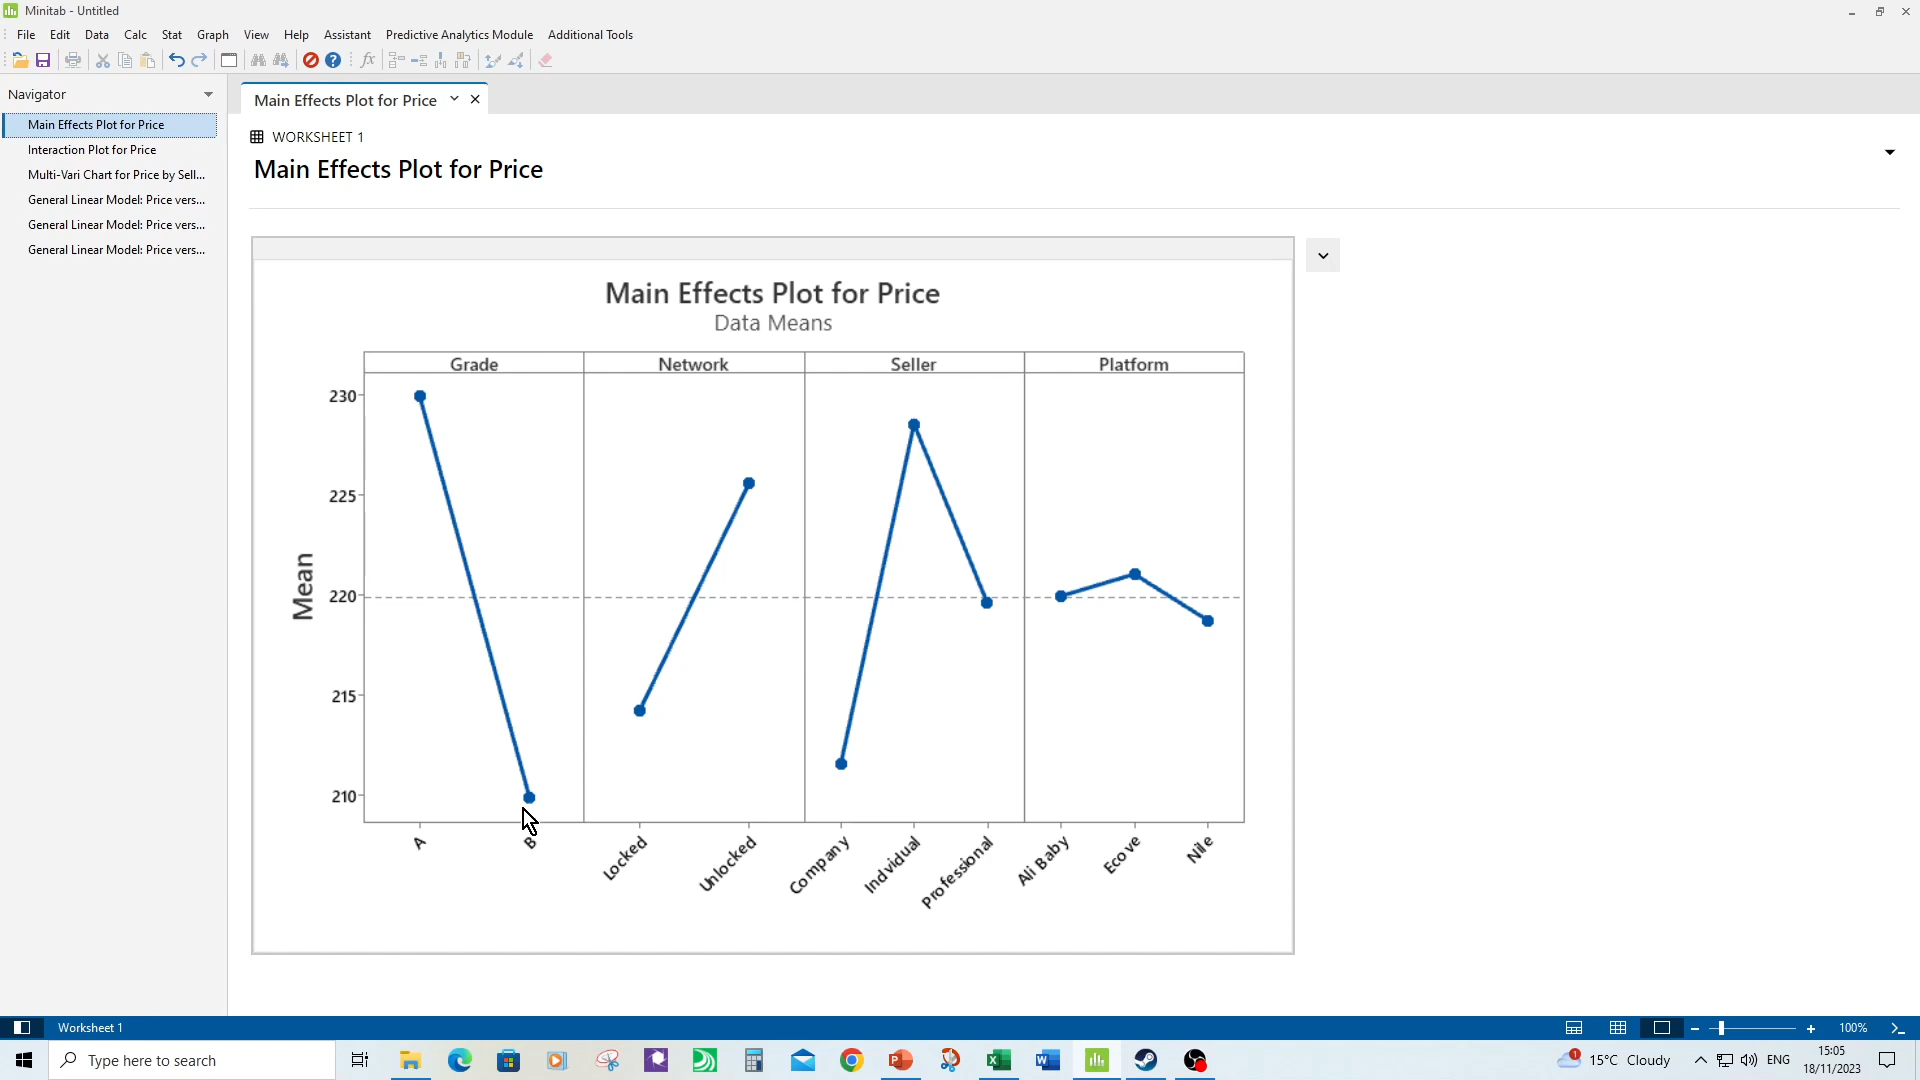 Minitab - Untitled
File Edit Data Calc Stat Graph View Help Assistant Predictive Analytics Module Additional Tools
Navigator
Main Effects Plot for Price
Interaction Plot for Price
Multi-Vari Chart for Price by Sell...
General Linear Model: Price vers...
General Linear Model: Price vers...
General Linear Model: Price vers...
Main Effects Plot for Price
WORKSHEET 1
Main Effects Plot for Price
Main Effects Plot for Price
Data Means
Grade Network Seller Platform
Mean
230
225
220
215
210
A B Locked Unlocked Company Indvidual Professional Ali Baby Ecove Nile
Worksheet 1
100%
Type here to search
1
15°C Cloudy
ENG
15:05
18/11/2023